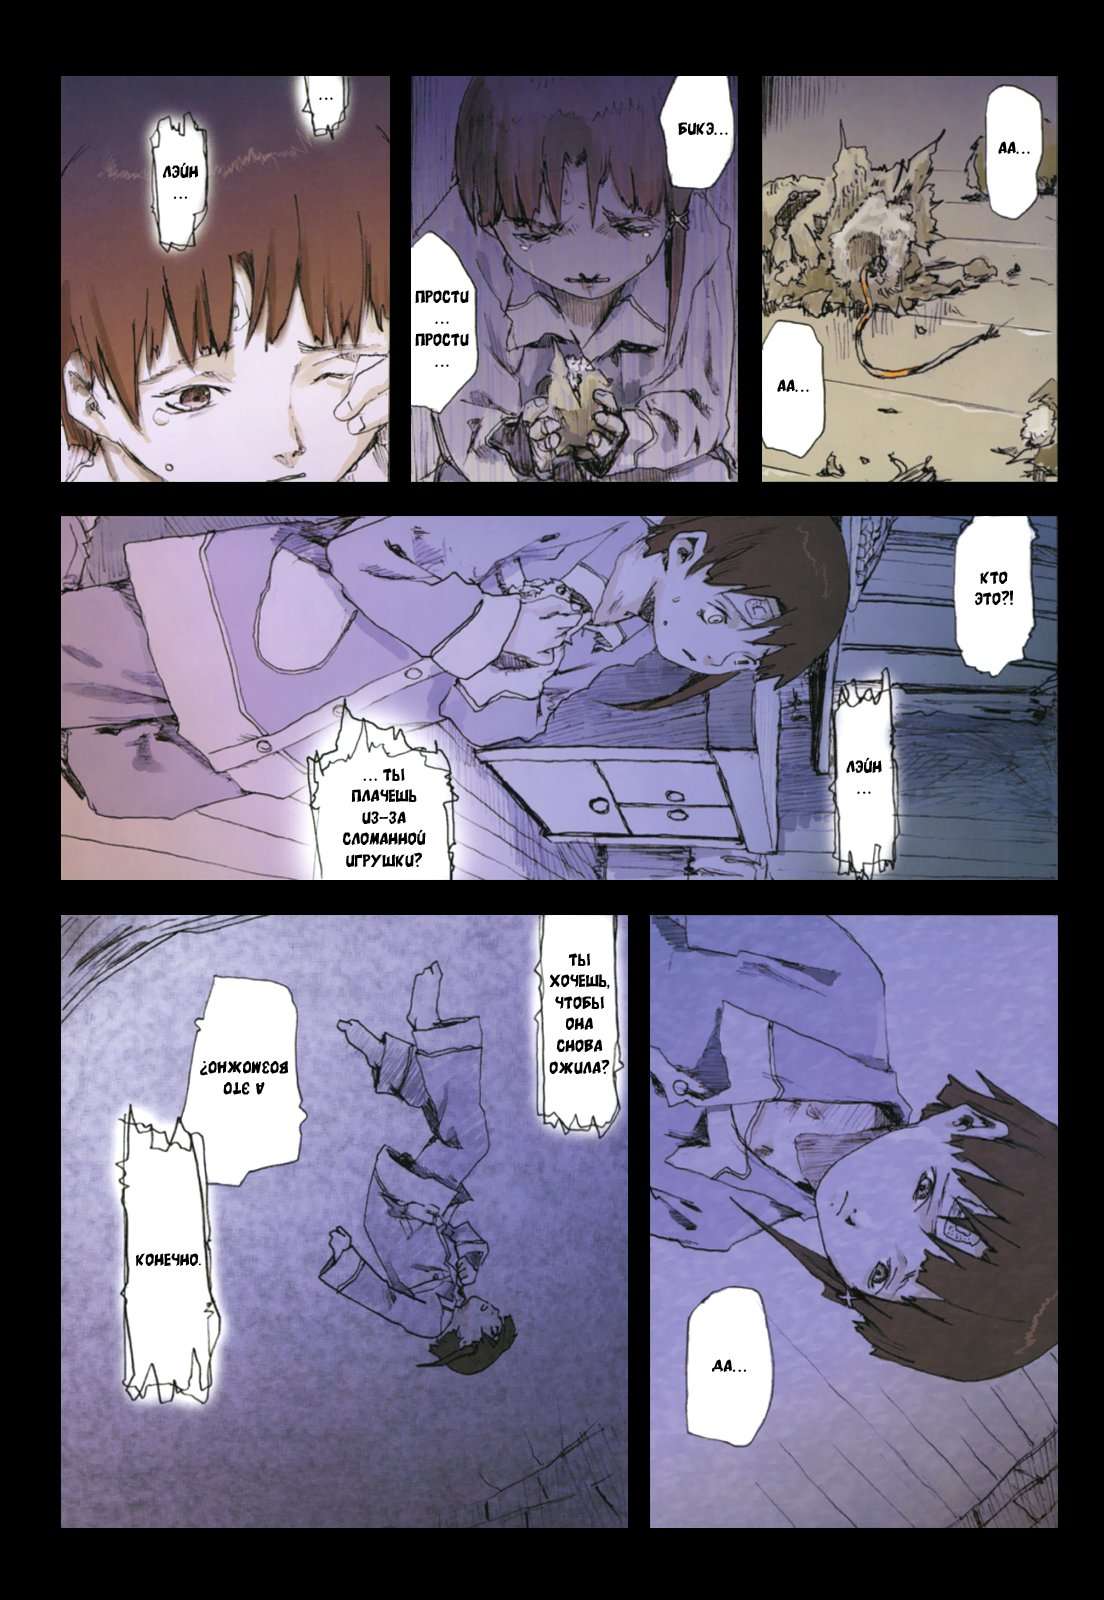 АА...
АА...
БИКЭ...
ПРОСТИ
...
ПРОСТИ
...
...
ЛЭЙН
...
КТО
ЭТО?!
ЛЭЙН
...
... ТЫ
ПЛАЧЕШЬ
ИЗ-ЗА
СЛОМАННОЙ
ИГРУШКИ?
ДА...
ТЫ
ХОЧЕШЬ,
ЧТОБЫ
ОНА
СНОВА
ОЖИЛА?
А ЭТО
ВОЗМОЖНО?
КОНЕЧНО.